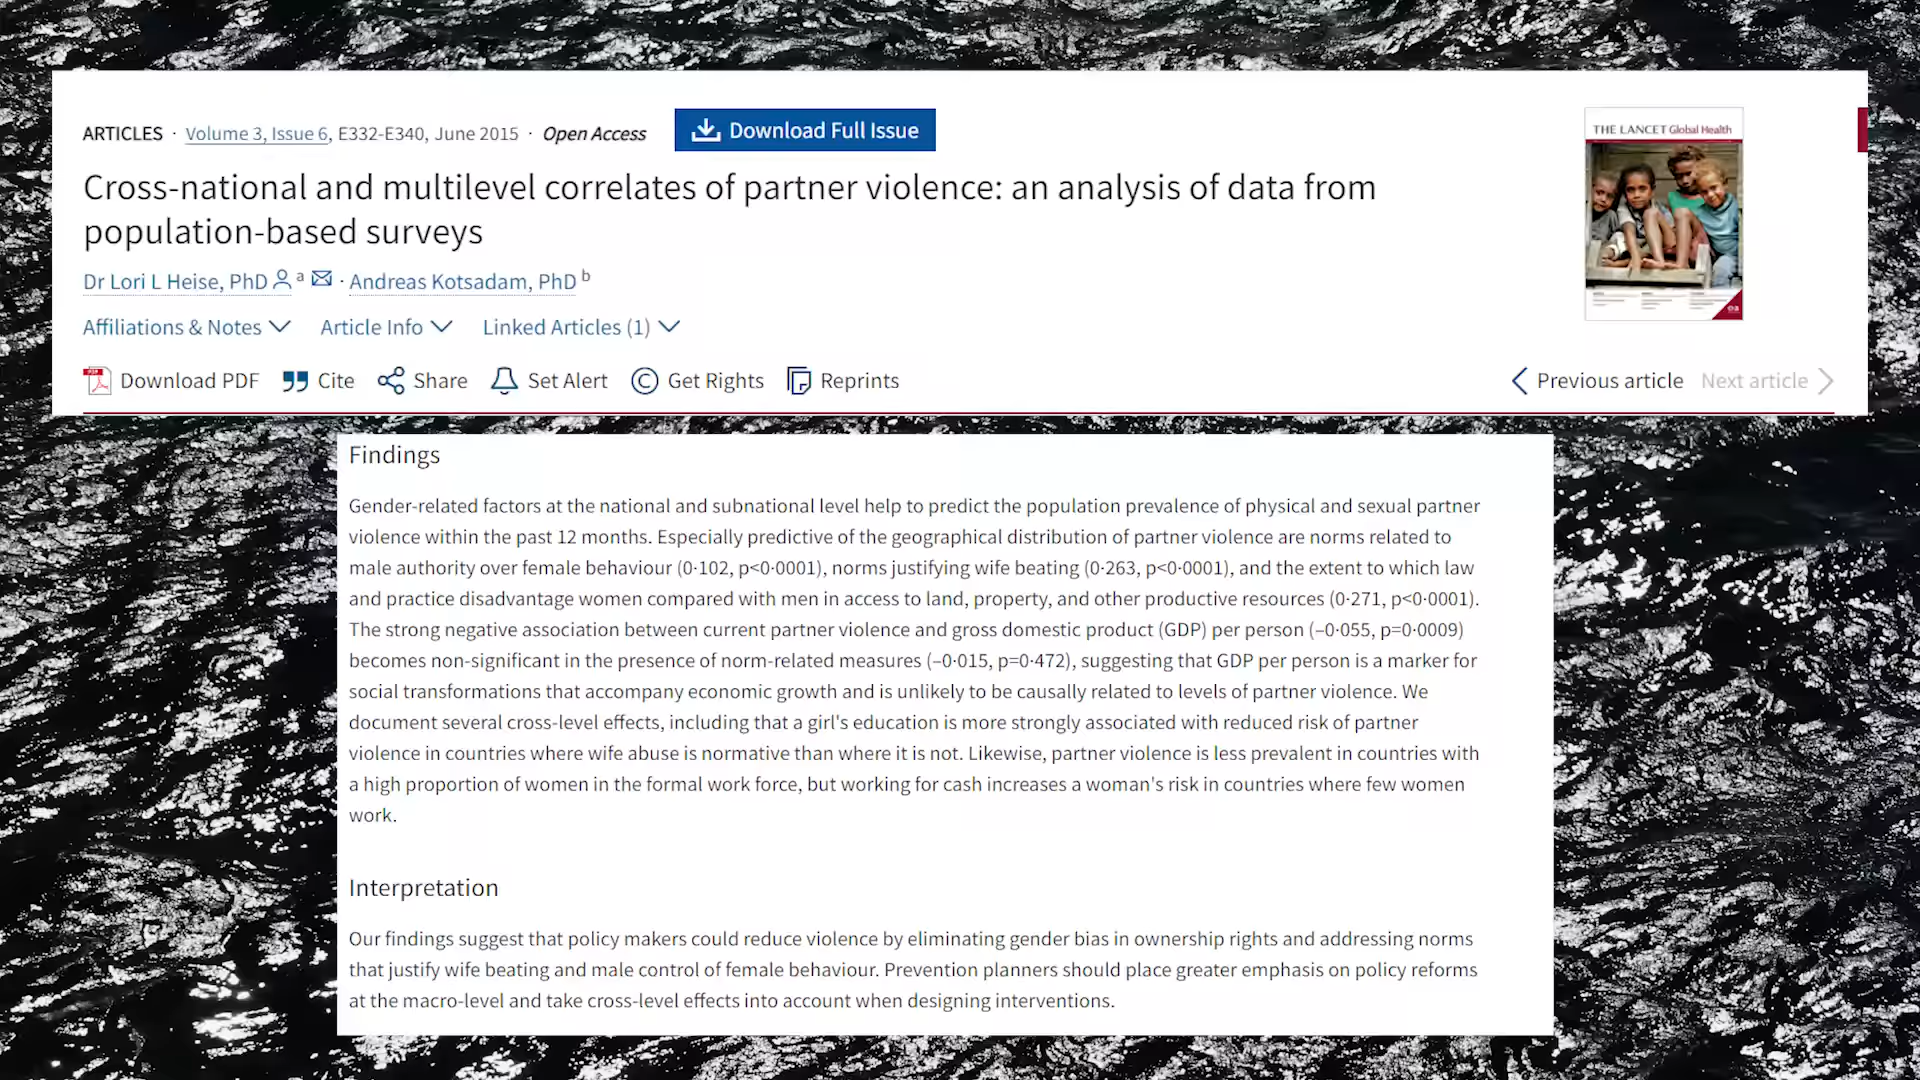 ARTICLES · Volume 3, Issue 6, E332-E340, June 2015 · Open Access Download Full Issue
THE LANCET Global Health
Cross-national and multilevel correlates of partner violence: an analysis of data from
population-based surveys
Dr Lori L Heise, PhD a · Andreas Kotsadam, PhD b
Affiliations & Notes Article Info Linked Articles (1)
Download PDF Cite Share Set Alert Get Rights Reprints Previous article Next article
Findings
Gender-related factors at the national and subnational level help to predict the population prevalence of physical and sexual partner
violence within the past 12 months. Especially predictive of the geographical distribution of partner violence are norms related to
male authority over female behaviour (0·102, p<0·0001), norms justifying wife beating (0·263, p<0·0001), and the extent to which law
and practice disadvantage women compared with men in access to land, property, and other productive resources (0·271, p<0·0001).
The strong negative association between current partner violence and gross domestic product (GDP) per person (–0·055, p=0·0009)
becomes non-significant in the presence of norm-related measures (–0·015, p=0·472), suggesting that GDP per person is a marker for
social transformations that accompany economic growth and is unlikely to be causally related to levels of partner violence. We
document several cross-level effects, including that a girl's education is more strongly associated with reduced risk of partner
violence in countries where wife abuse is normative than where it is not. Likewise, partner violence is less prevalent in countries with
a high proportion of women in the formal work force, but working for cash increases a woman's risk in countries where few women
work.
Interpretation
Our findings suggest that policy makers could reduce violence by eliminating gender bias in ownership rights and addressing norms
that justify wife beating and male control of female behaviour. Prevention planners should place greater emphasis on policy reforms
at the macro-level and take cross-level effects into account when designing interventions.